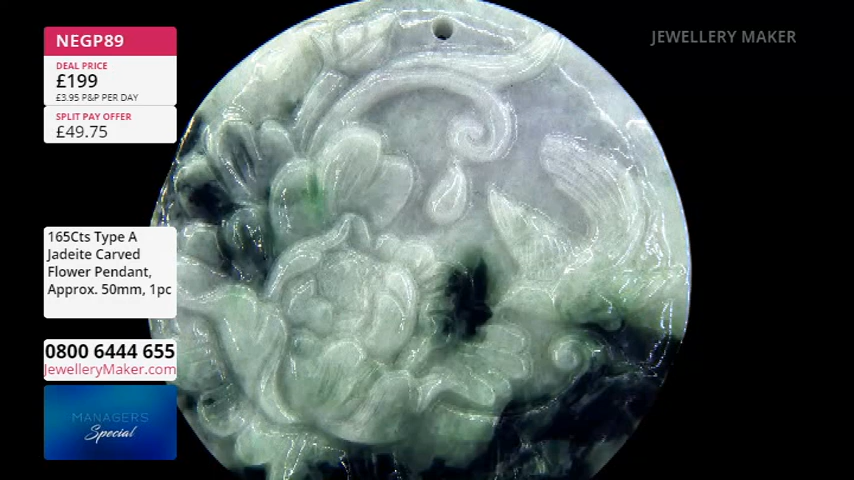 NEGP89
DEAL PRICE
£199
£3.95 P&P PER DAY
SPLIT PAY OFFER
£49.75
165Cts Type A
Jadeite Carved
Flower Pendant,
Approx. 50mm, 1pc
0800 6444 655
JewelleryMaker.com
MANAGERS
Special
JEWELLERY MAKER